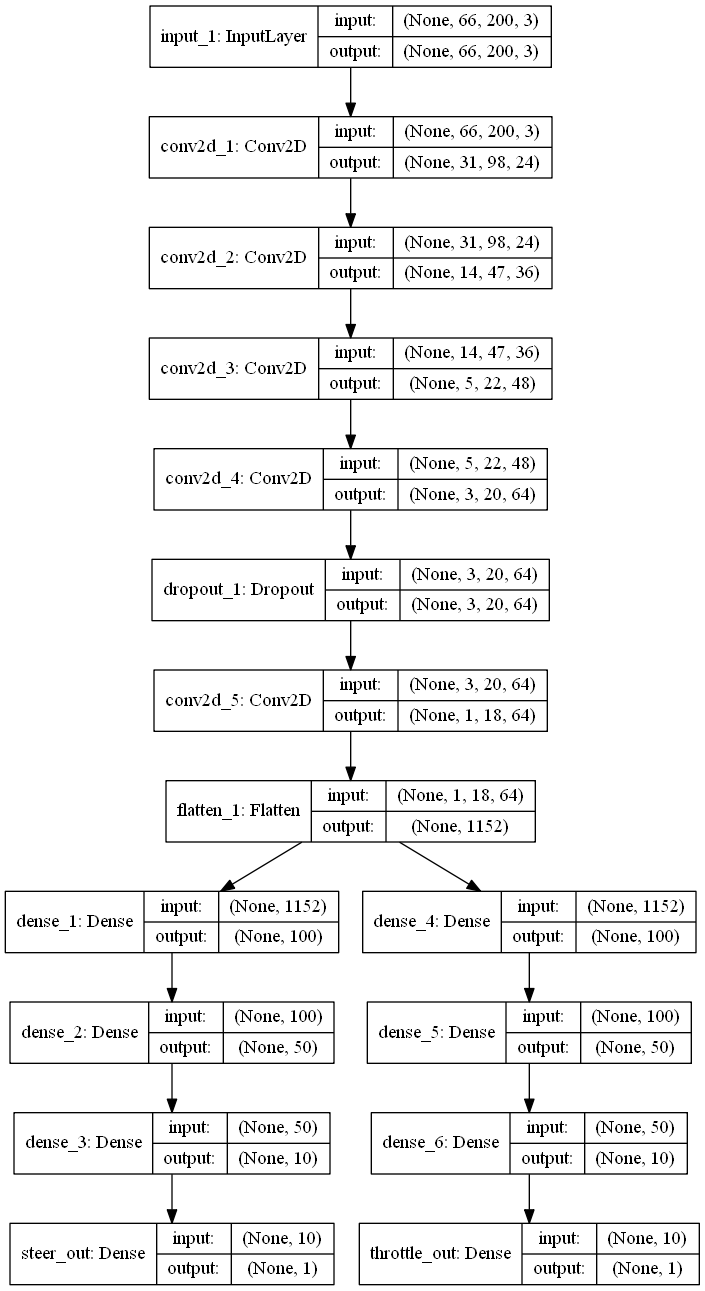 input_1: InputLayer
input: (None, 66, 200, 3)
output: (None, 66, 200, 3)
conv2d_1: Conv2D
input: (None, 66, 200, 3)
output: (None, 31, 98, 24)
conv2d_2: Conv2D
input: (None, 31, 98, 24)
output: (None, 14, 47, 36)
conv2d_3: Conv2D
input: (None, 14, 47, 36)
output: (None, 5, 22, 48)
conv2d_4: Conv2D
input: (None, 5, 22, 48)
output: (None, 3, 20, 64)
dropout_1: Dropout
input: (None, 3, 20, 64)
output: (None, 3, 20, 64)
conv2d_5: Conv2D
input: (None, 3, 20, 64)
output: (None, 1, 18, 64)
flatten_1: Flatten
input: (None, 1, 18, 64)
output: (None, 1152)
dense_1: Dense
input: (None, 1152)
output: (None, 100)
dense_4: Dense
input: (None, 1152)
output: (None, 100)
dense_2: Dense
input: (None, 100)
output: (None, 50)
dense_5: Dense
input: (None, 100)
output: (None, 50)
dense_3: Dense
input: (None, 50)
output: (None, 10)
dense_6: Dense
input: (None, 50)
output: (None, 10)
steer_out: Dense
input: (None, 10)
output: (None, 1)
throttle_out: Dense
input: (None, 10)
output: (None, 1)